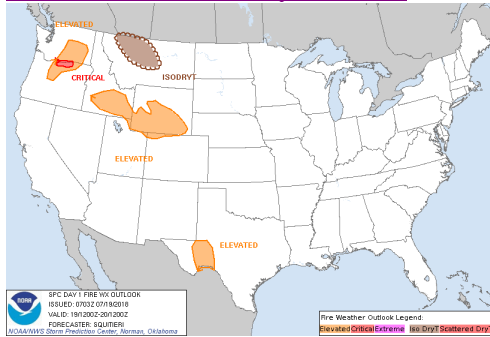 ELEVATED
CRITICAL
ISODRYT
ELEVATED
ELEVATED
NOAA
SPC DAY 1 FIRE WX OUTLOOK
ISSUED: 0703Z 07/19/2018
VALID: 19/1200Z-20/1200Z
FORECASTER: SQUITIERI
NOAA/NWS Storm Prediction Center, Norman, Oklahoma
Fire Weather Outlook Legend:
Elevated Critical Extreme Iso DryT Scattered DryT